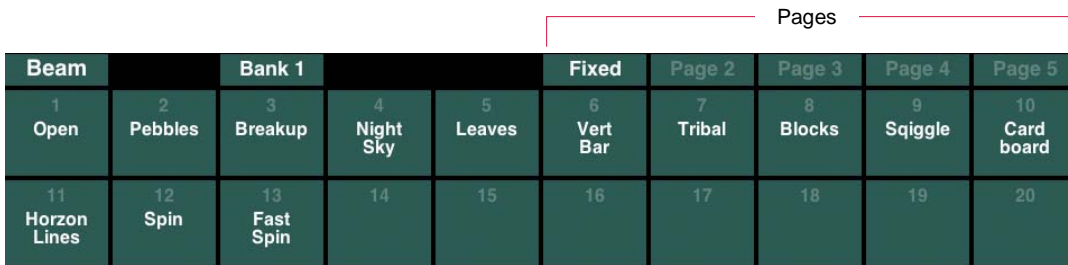 Pages
Beam Bank 1 Fixed Page 2 Page 3 Page 4 Page 5
1 2 3 4 5 6 7 8 9 10
Open Pebbles Breakup Night Leaves Vert Tribal Blocks Sqiggle Card
Sky Bar board
11 12 13 14 15 16 17 18 19 20
Horzon Spin Fast
Lines Spin